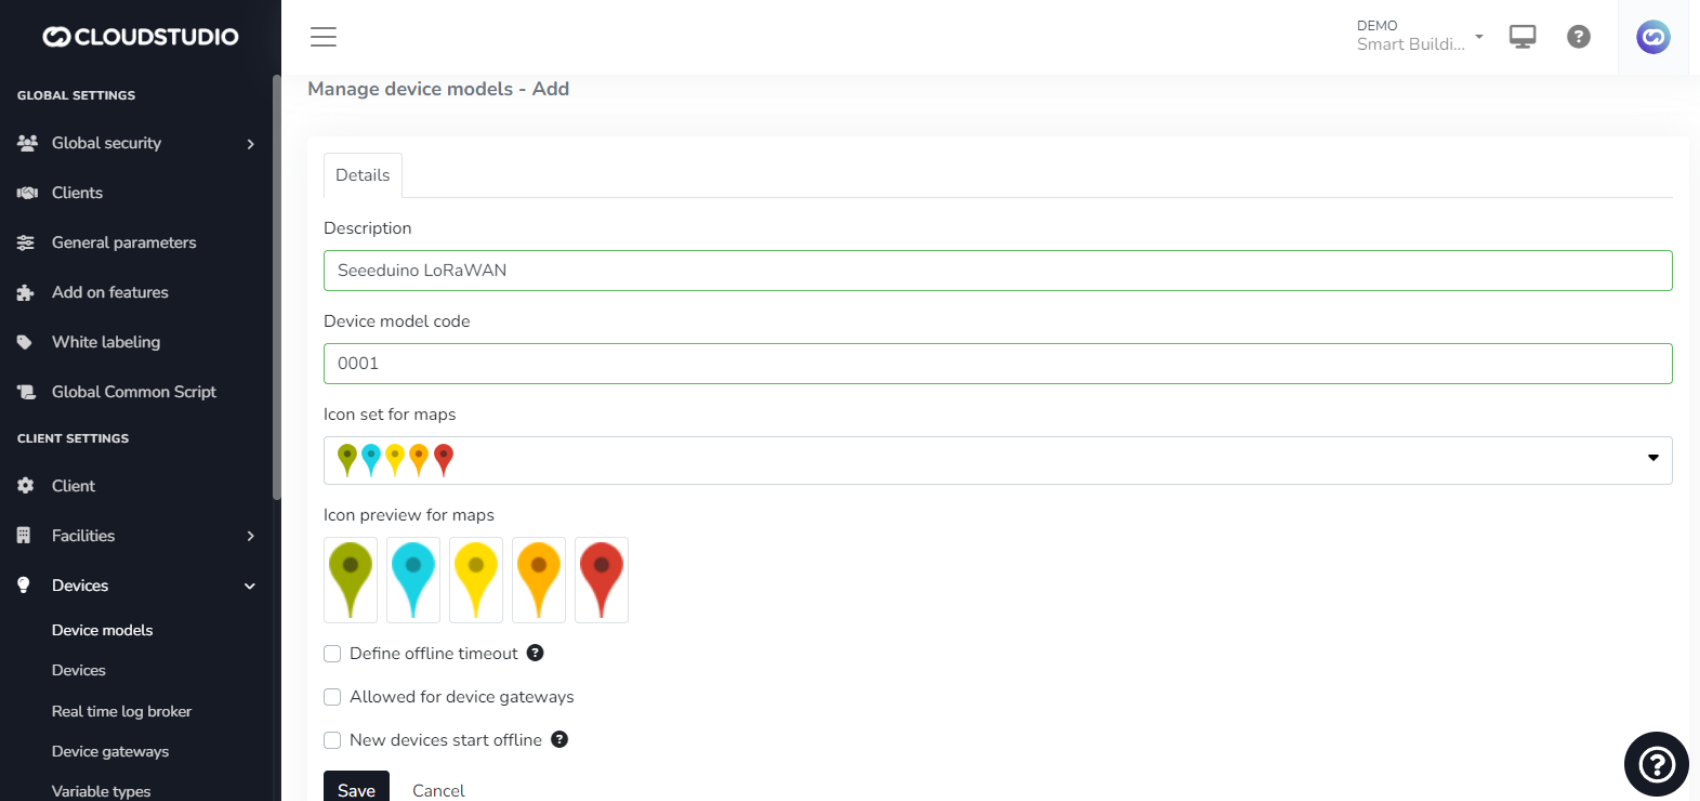 CLOUDSTUDIO
DEMO
Smart Buildi...
GLOBAL SETTINGS
Global security
Clients
General parameters
Add on features
White labeling
Global Common Script
CLIENT SETTINGS
Client
Facilities
Devices
Device models
Devices
Real time log broker
Device gateways
Variable types
Manage device models - Add
Details
Description
Seeeduino LoRaWAN
Device model code
0001
Icon set for maps
Icon preview for maps
Define offline timeout ?
Allowed for device gateways
New devices start offline ?
Save Cancel